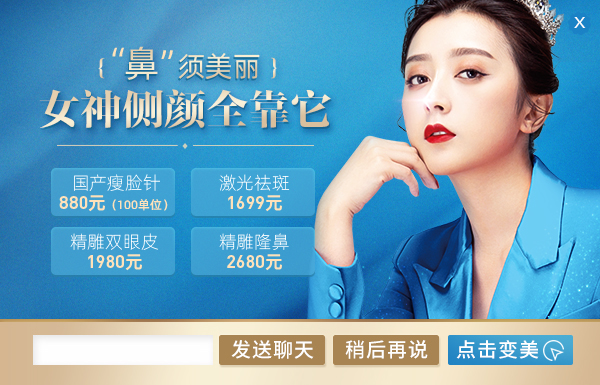 X
{ “鼻”须美丽 }
女神侧颜全靠它
国产瘦脸针
880元（100单位）
激光祛斑
1699元
精雕双眼皮
1980元
精雕隆鼻
2680元
发送聊天
稍后再说
点击变美